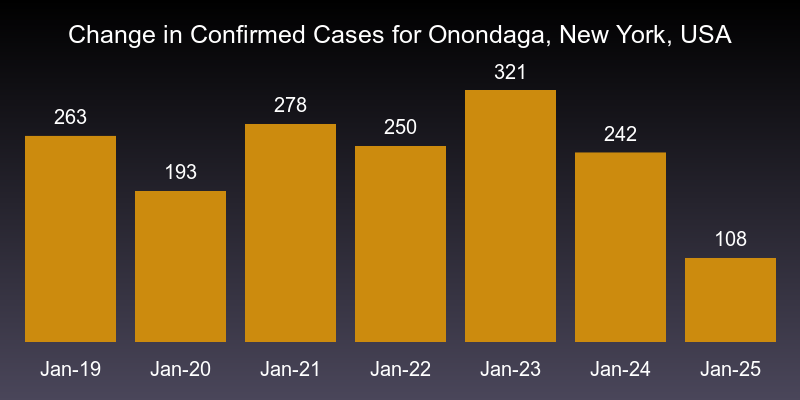 Change in Confirmed Cases for Onondaga, New York, USA
263
193
278
250
321
242
108
Jan-19
Jan-20
Jan-21
Jan-22
Jan-23
Jan-24
Jan-25